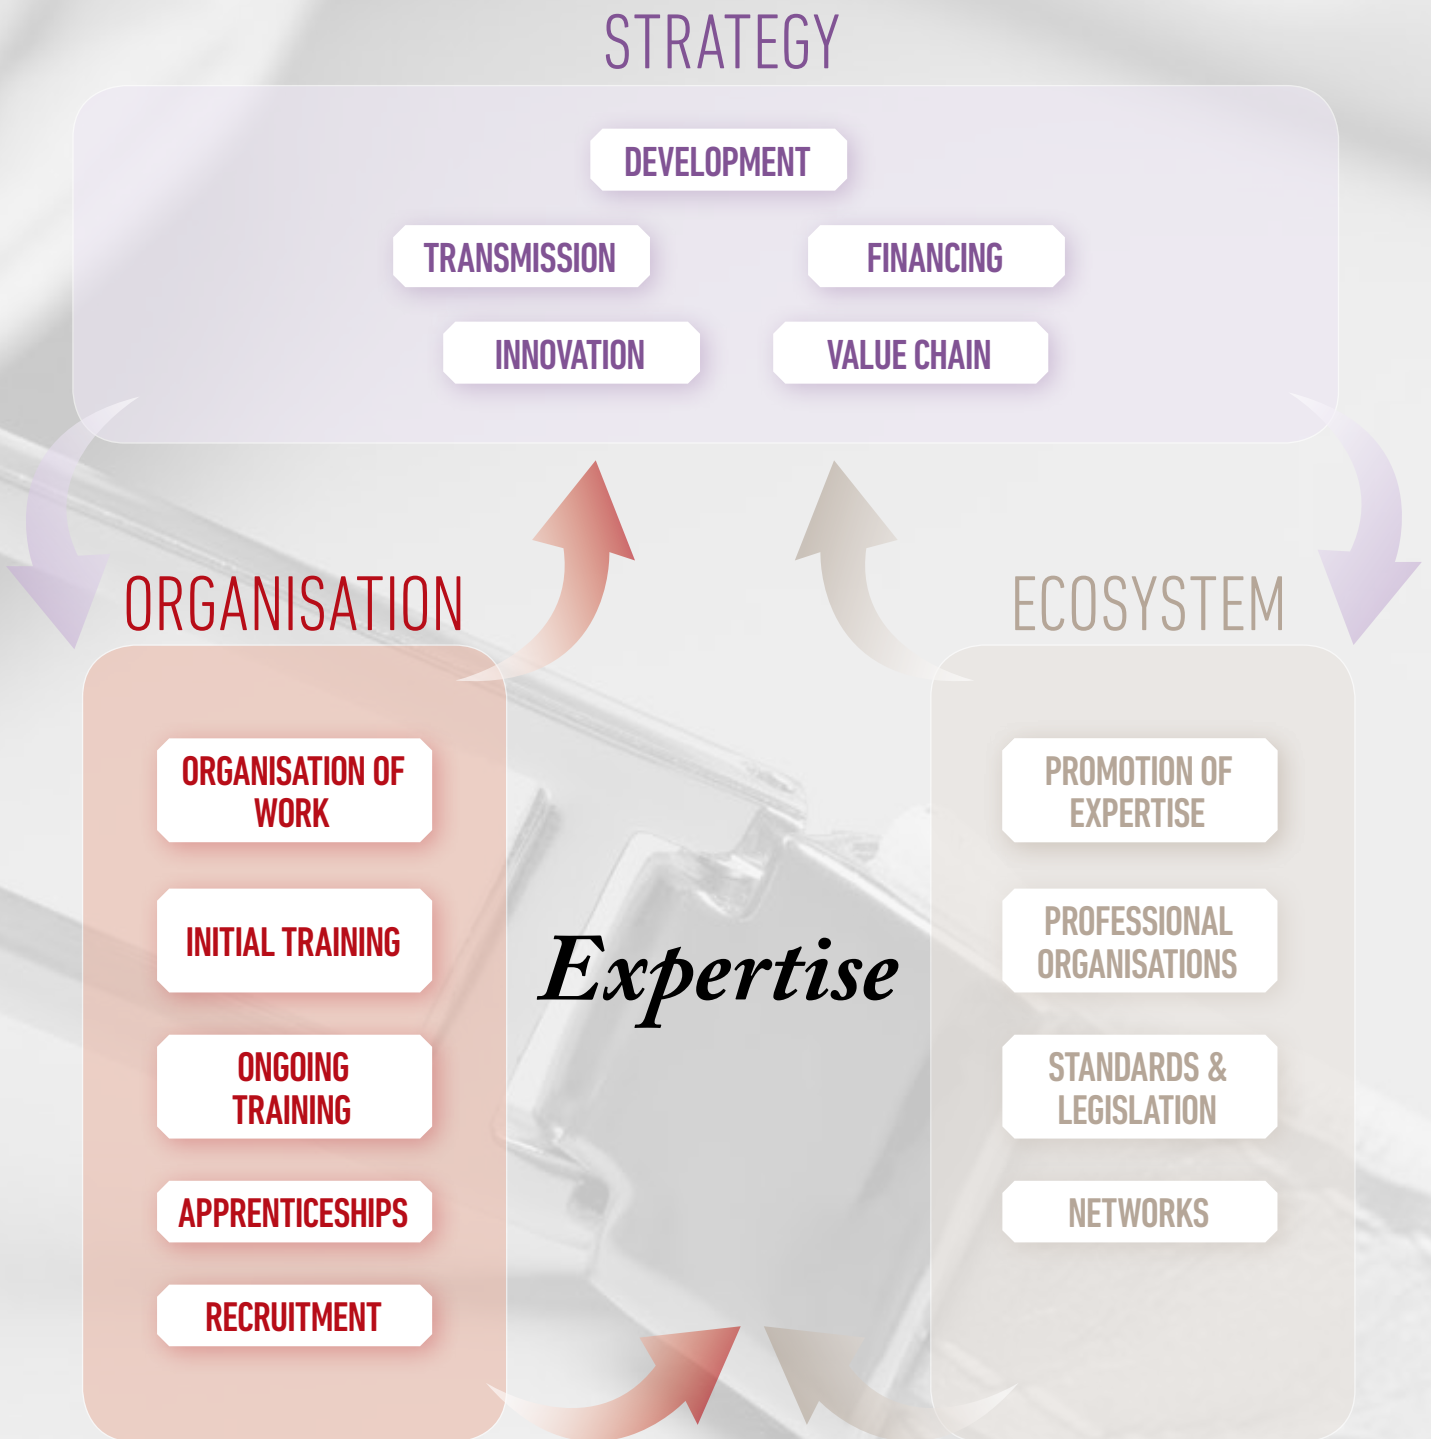 STRATEGY
DEVELOPMENT
TRANSMISSION
FINANCING
INNOVATION
VALUE CHAIN
ORGANISATION
ORGANISATION OF
WORK
INITIAL TRAINING
ONGOING
TRAINING
APPRENTICESHIPS
RECRUITMENT
Expertise
ECOSYSTEM
PROMOTION OF
EXPERTISE
PROFESSIONAL
ORGANISATIONS
STANDARDS &
LEGISLATION
NETWORKS